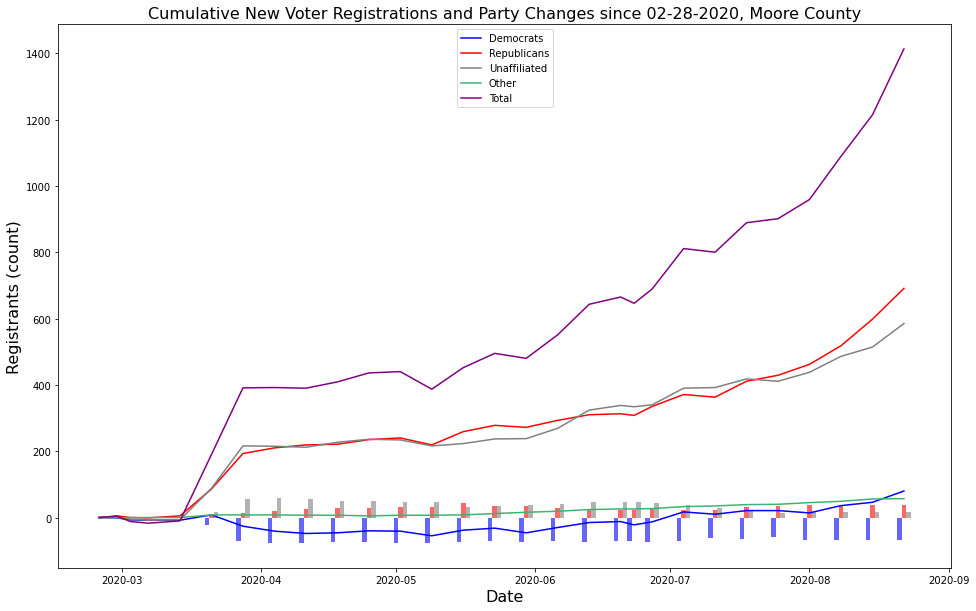 Cumulative New Voter Registrations and Party Changes since 02-28-2020, Moore County
Democrats
Republicans
Unaffiliated
Other
Total
Registrants (count)
1400
1200
1000
800
600
400
200
0
2020-03
2020-04
2020-05
2020-06
2020-07
2020-08
2020-09
Date